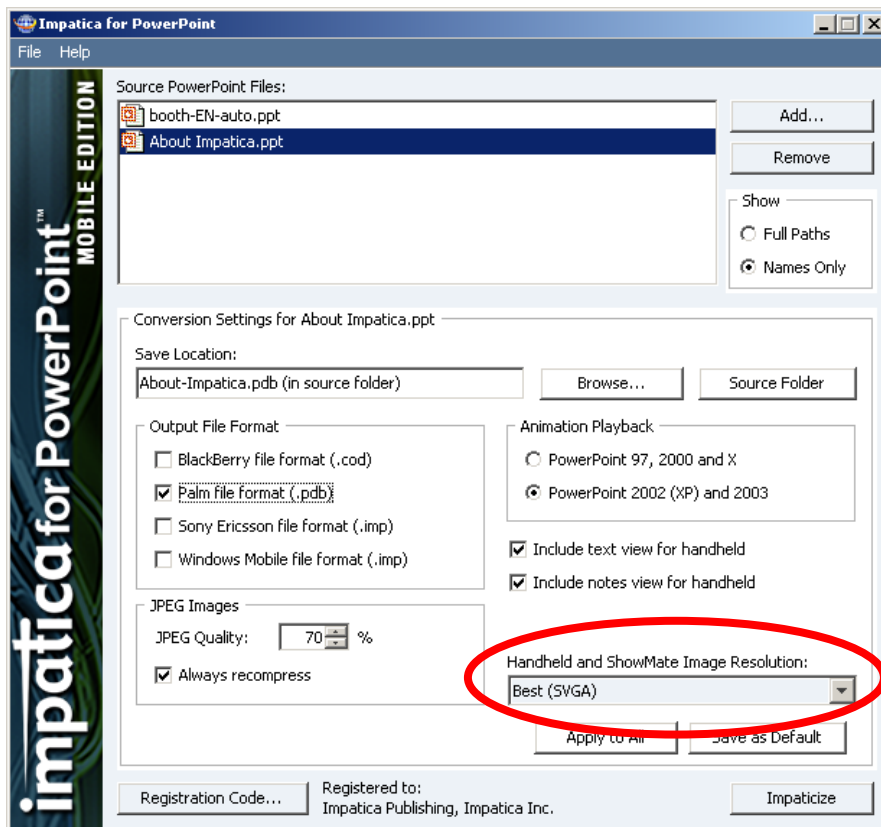 Impatica for PowerPoint
File Help
impatica for PowerPoint™
MOBILE EDITION
Source PowerPoint Files:
booth-EN-auto.ppt
About Impatica.ppt
Add...
Remove
Show
Full Paths
Names Only
Conversion Settings for About Impatica.ppt
Save Location:
About-Impatica.pdb (in source folder)
Browse...
Source Folder
Output File Format
BlackBerry file format (.cod)
Palm file format (.pdb)
Sony Ericsson file format (.imp)
Windows Mobile file format (.imp)
Animation Playback
PowerPoint 97, 2000 and X
PowerPoint 2002 (XP) and 2003
Include text view for handheld
Include notes view for handheld
JPEG Images
JPEG Quality: 70 %
Always recompress
Handheld and ShowMate Image Resolution:
Best (SVGA)
Apply to All
Save as Default
Registration Code...
Registered to:
Impatica Publishing, Impatica Inc.
Impaticize